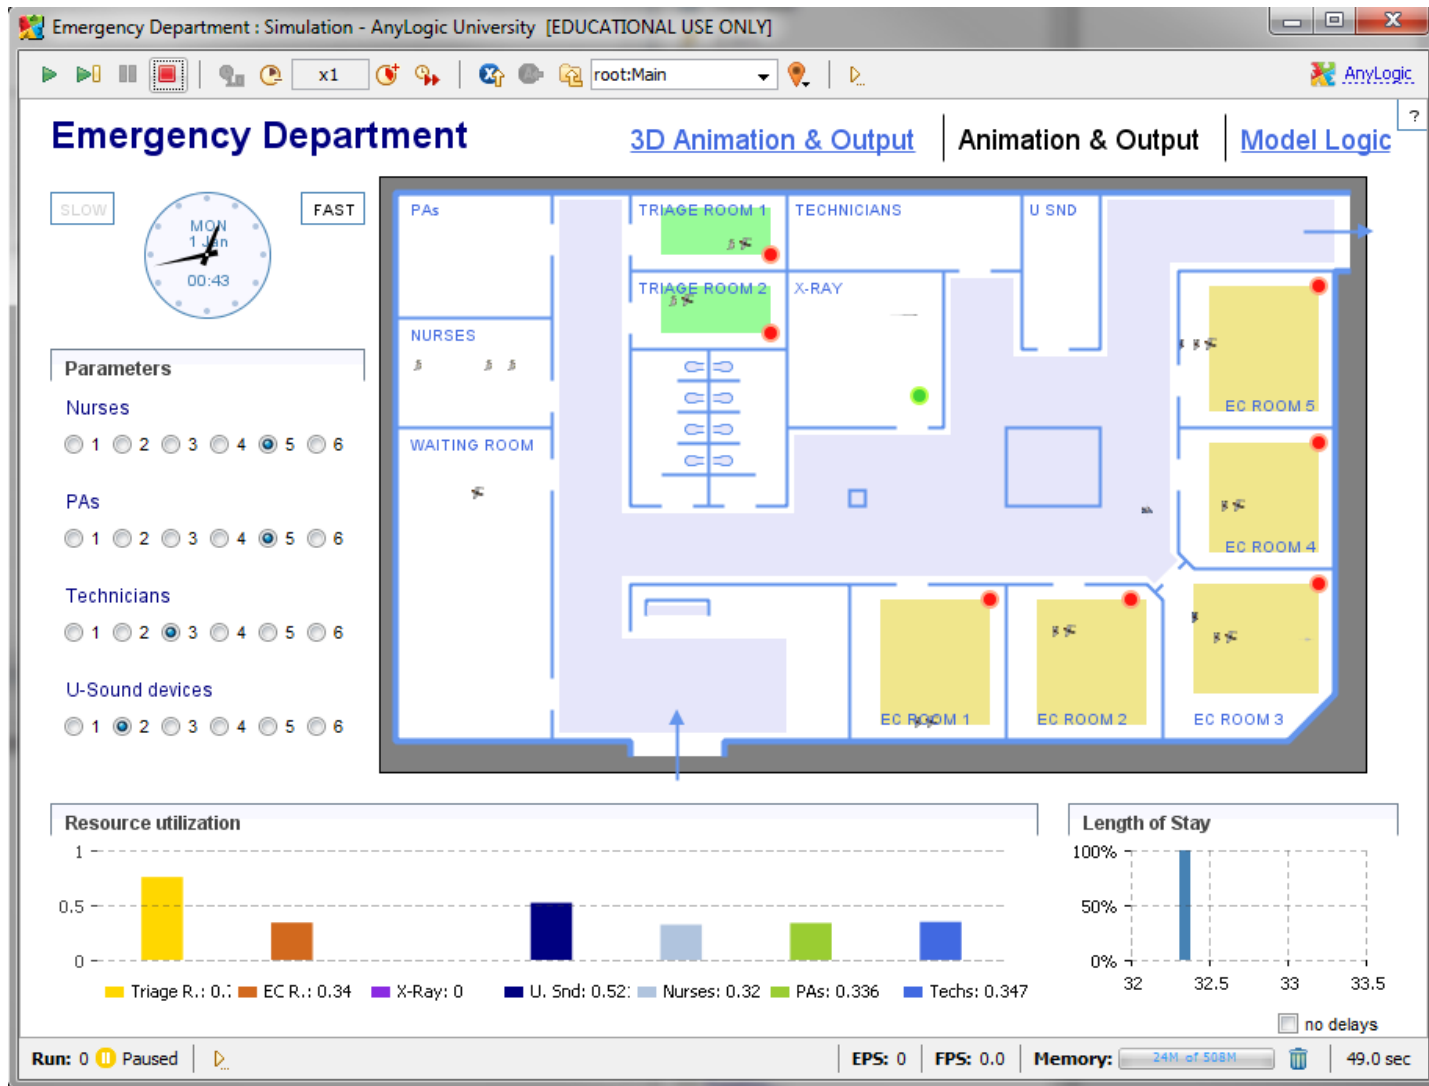 Emergency Department : Simulation - AnyLogic University [EDUCATIONAL USE ONLY]
x1
root:Main
AnyLogic
?
Emergency Department
3D Animation & Output
Animation & Output
Model Logic
SLOW
FAST
MON
1 Jan
00:43
Parameters
Nurses
1 2 3 4 5 6
PAs
1 2 3 4 5 6
Technicians
1 2 3 4 5 6
U-Sound devices
1 2 3 4 5 6
PAs
TRIAGE ROOM 1
TECHNICIANS
U SND
TRIAGE ROOM 2
X-RAY
NURSES
WAITING ROOM
EC ROOM 5
EC ROOM 4
EC ROOM 1
EC ROOM 2
EC ROOM 3
Resource utilization
1
0.5
0
Triage R.: 0.
EC R.: 0.34
X-Ray: 0
U. Snd: 0.52
Nurses: 0.32
PAs: 0.336
Techs: 0.347
Length of Stay
100%
50%
0%
32 32.5 33 33.5
no delays
Run: 0 Paused
EPS: 0
FPS: 0.0
Memory: 24M of 508M
49.0 sec